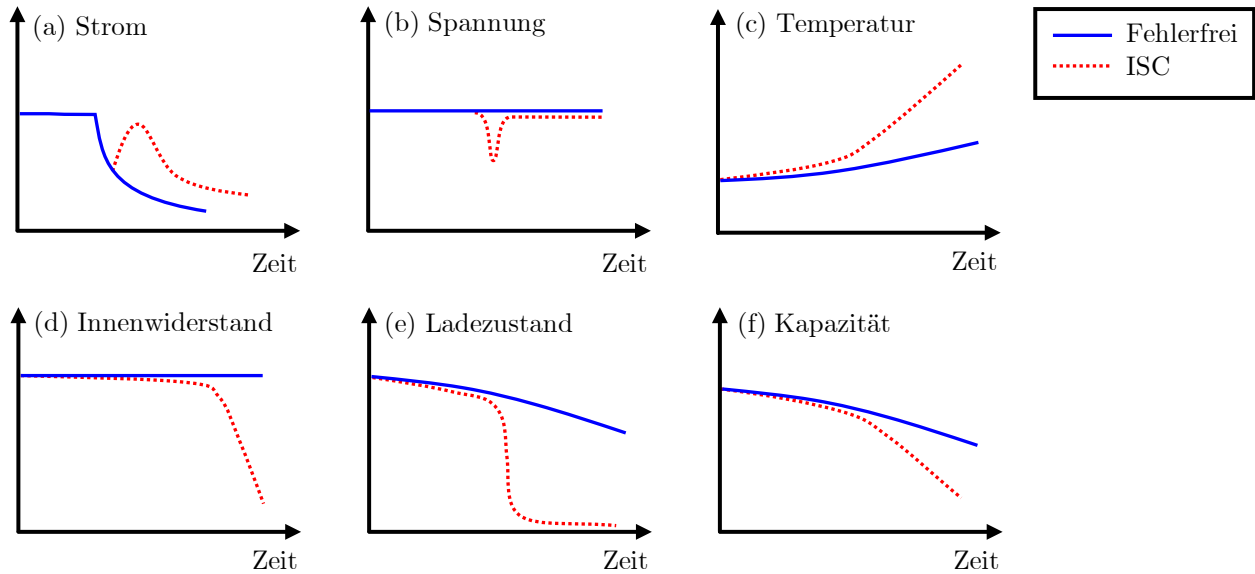 (a) Strom
(b) Spannung
(c) Temperatur
Fehlerfrei
ISC
Zeit
Zeit
Zeit
(d) Innenwiderstand
(e) Ladezustand
(f) Kapazität
Zeit
Zeit
Zeit